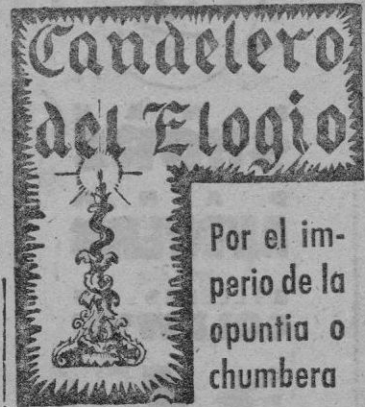 Candelero
del Elogio
Por el im-
perio de la
opuntia o
chumbera